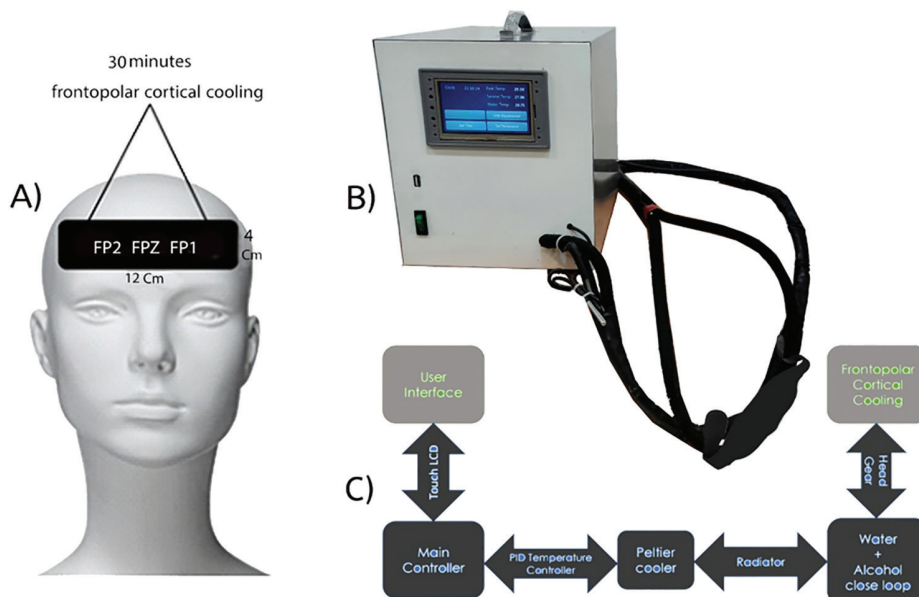 30 minutes
frontopolar cortical cooling
A)
FP2 FPZ FP1
4
Cm
12 Cm
B)
C)
User
Interface
Touch LCD
Main
Controller
PID Temperature
Controller
Peltier
cooler
Radiator
Water
+
Alcohol
close loop
Head
Gear
Frontopolar
Cortical
Cooling